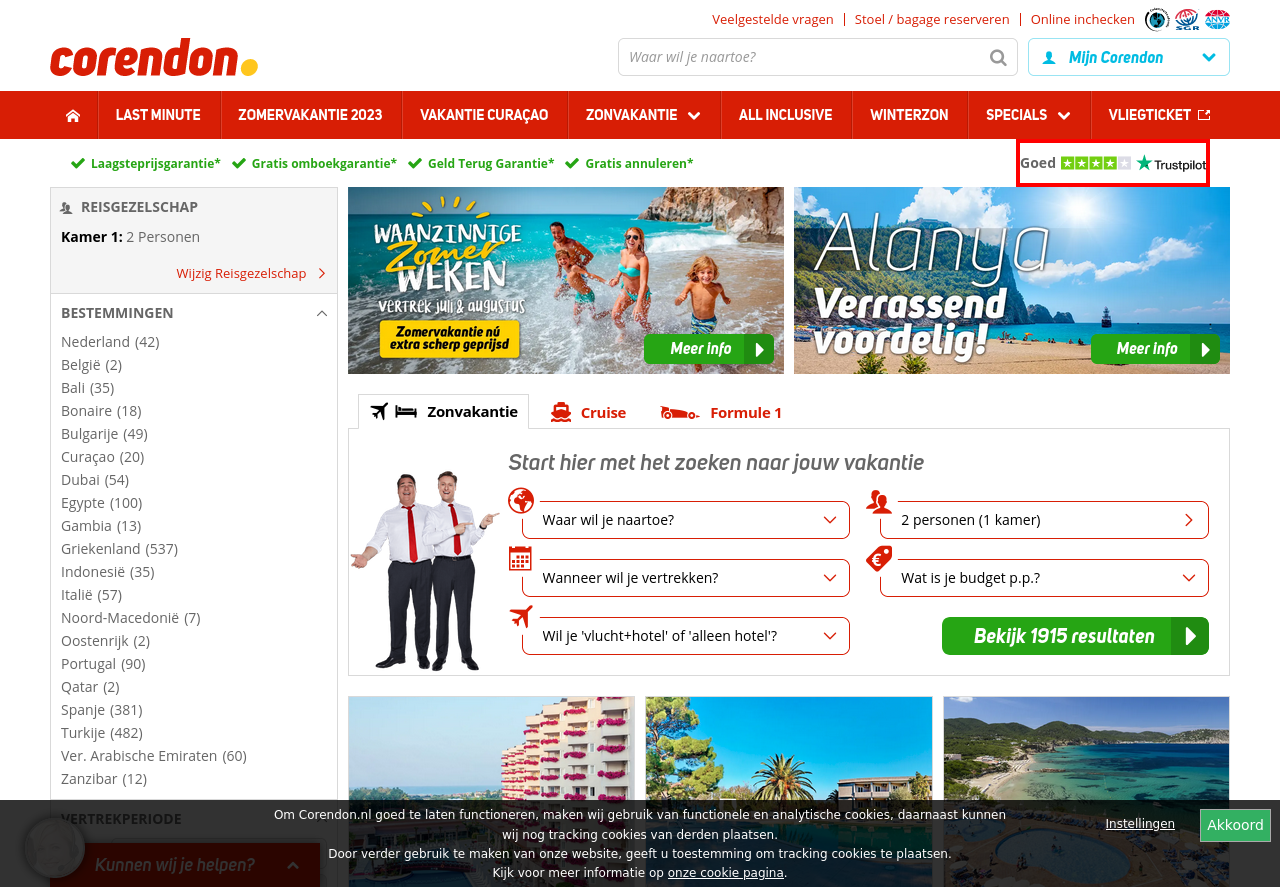 Veelgestelde vragen | Stoel / bagage reserveren | Online inchecken
SGR
ANVR
corendon
Waar wil je naartoe?
Mijn Corendon
LAST MINUTE
ZOMERVAKANTIE 2023
VAKANTIE CURAÇAO
ZONVAKANTIE
ALL INCLUSIVE
WINTERZON
SPECIALS
VLIEGTICKET
Laagsteprijsgarantie*
Gratis omboekgarantie*
Geld Terug Garantie*
Gratis annuleren*
Goed
Trustpilot
REISGEZELSCHAP
Kamer 1: 2 Personen
Wijzig Reisgezelschap
BESTEMMINGEN
Nederland (42)
België (2)
Bali (35)
Bonaire (18)
Bulgarije (49)
Curaçao (20)
Dubai (54)
Egypte (100)
Gambia (13)
Griekenland (537)
Indonesië (35)
Italië (57)
Noord-Macedonië (7)
Oostenrijk (2)
Portugal (90)
Qatar (2)
Spanje (381)
Turkije (482)
Ver. Arabische Emiraten (60)
Zanzibar (12)
VERTREKPERIODE
Kunnen wij je helpen?
WAANZINNIGE
Zomer
WEKEN
VERTREK JULI & AUGUSTUS
Zomervakantie nú
extra scherp geprijsd
Meer info
Alanya
Verrassend
voordelig!
Meer info
Zonvakantie
Cruise
Formule 1
Start hier met het zoeken naar jouw vakantie
Waar wil je naartoe?
2 personen (1 kamer)
Wanneer wil je vertrekken?
Wat is je budget p.p.?
Wil je 'vlucht+hotel' of 'alleen hotel'?
Bekijk 1915 resultaten
Om Corendon.nl goed te laten functioneren, maken wij gebruik van functionele en analytische cookies, daarnaast kunnen
wij nog tracking cookies van derden plaatsen.
Door verder gebruik te maken van onze website, geeft u toestemming om tracking cookies te plaatsen.
Kijk voor meer informatie op onze cookie pagina.
Instellingen
Akkoord